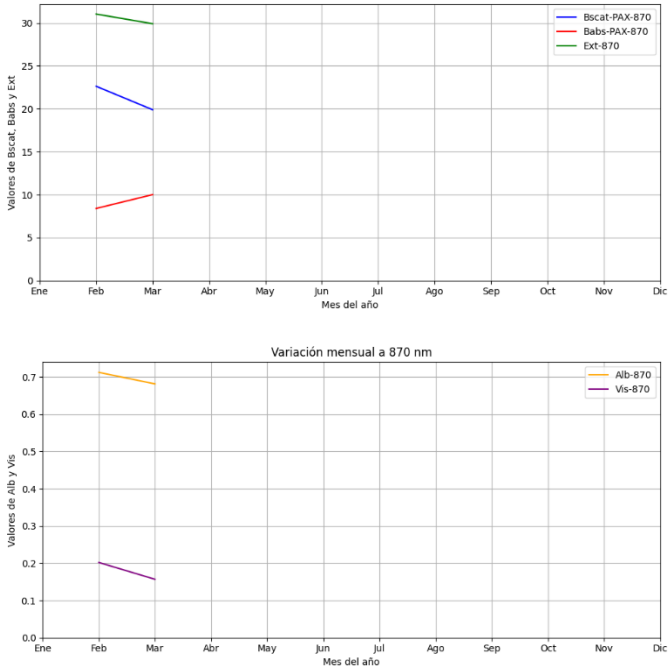 30
25
20
15
10
5
0
Valores de Bscat, Babs y Ext
Bscat-PAX-870
Babs-PAX-870
Ext-870
Ene Feb Mar Abr May Jun Jul Ago Sep Oct Nov Dic
Mes del año
Variación mensual a 870 nm
0.7
0.6
0.5
0.4
0.3
0.2
0.1
0.0
Valores de Alb y Vis
Alb-870
Vis-870
Ene Feb Mar Abr May Jun Jul Ago Sep Oct Nov Dic
Mes del año